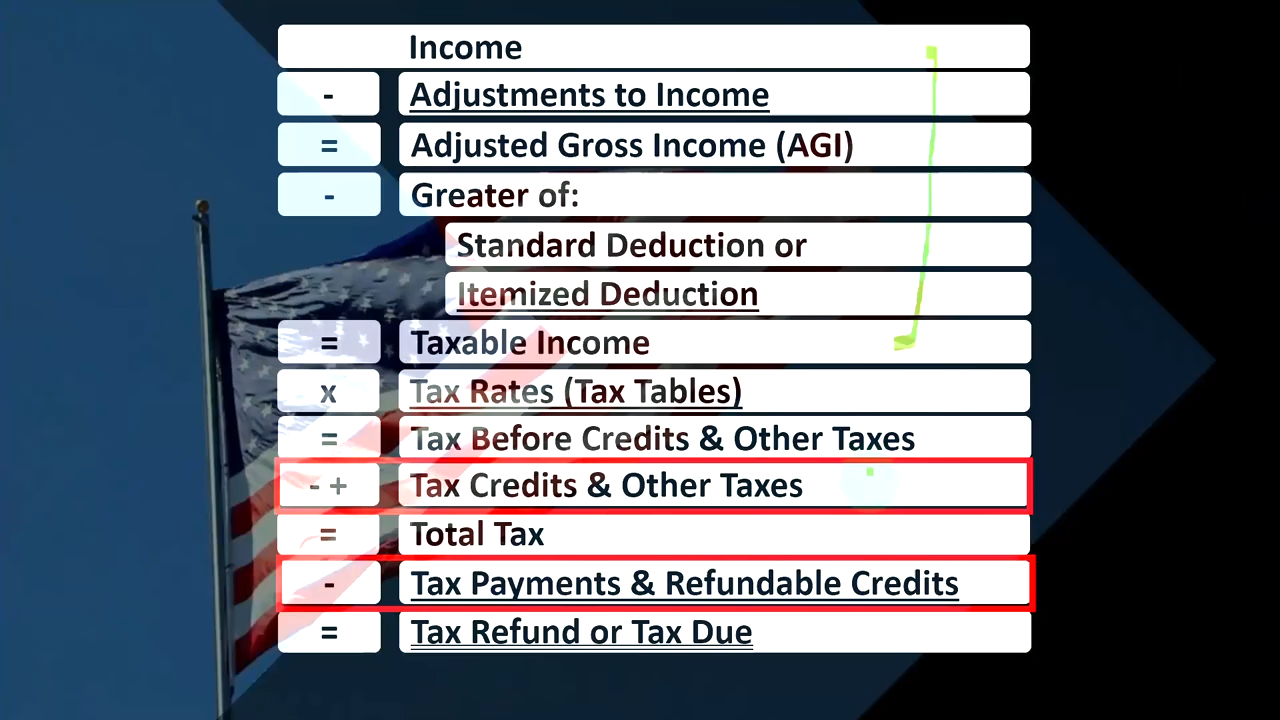 Income
- Adjustments to Income
= Adjusted Gross Income (AGI)
- Greater of:
Standard Deduction or
Itemized Deduction
= Taxable Income
x Tax Rates (Tax Tables)
= Tax Before Credits & Other Taxes
- + Tax Credits & Other Taxes
= Total Tax
- Tax Payments & Refundable Credits
= Tax Refund or Tax Due